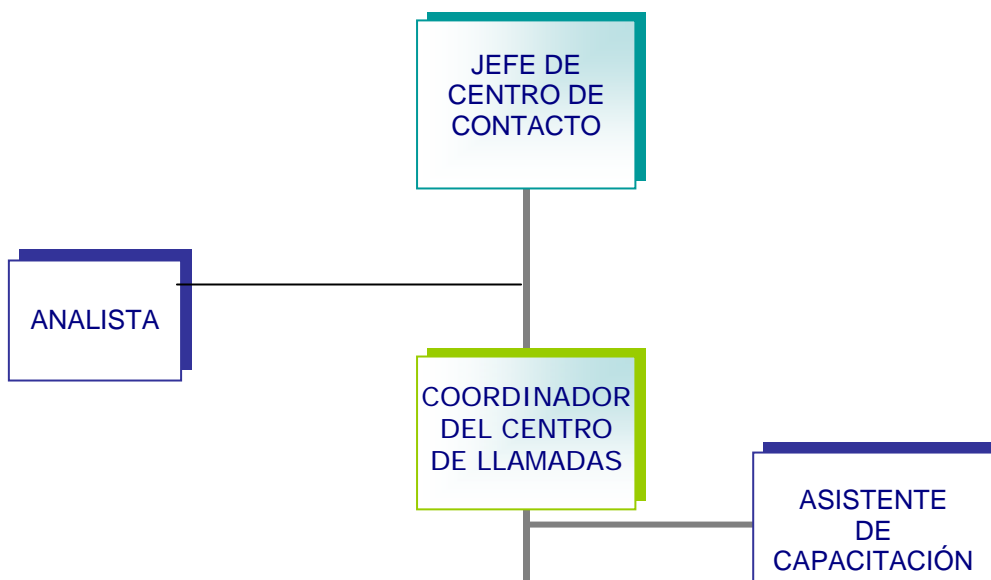 JEFE DE
CENTRO DE
CONTACTO
ANALISTA
COORDINADOR
DEL CENTRO
DE LLAMADAS
ASISTENTE
DE
CAPACITACIÓN